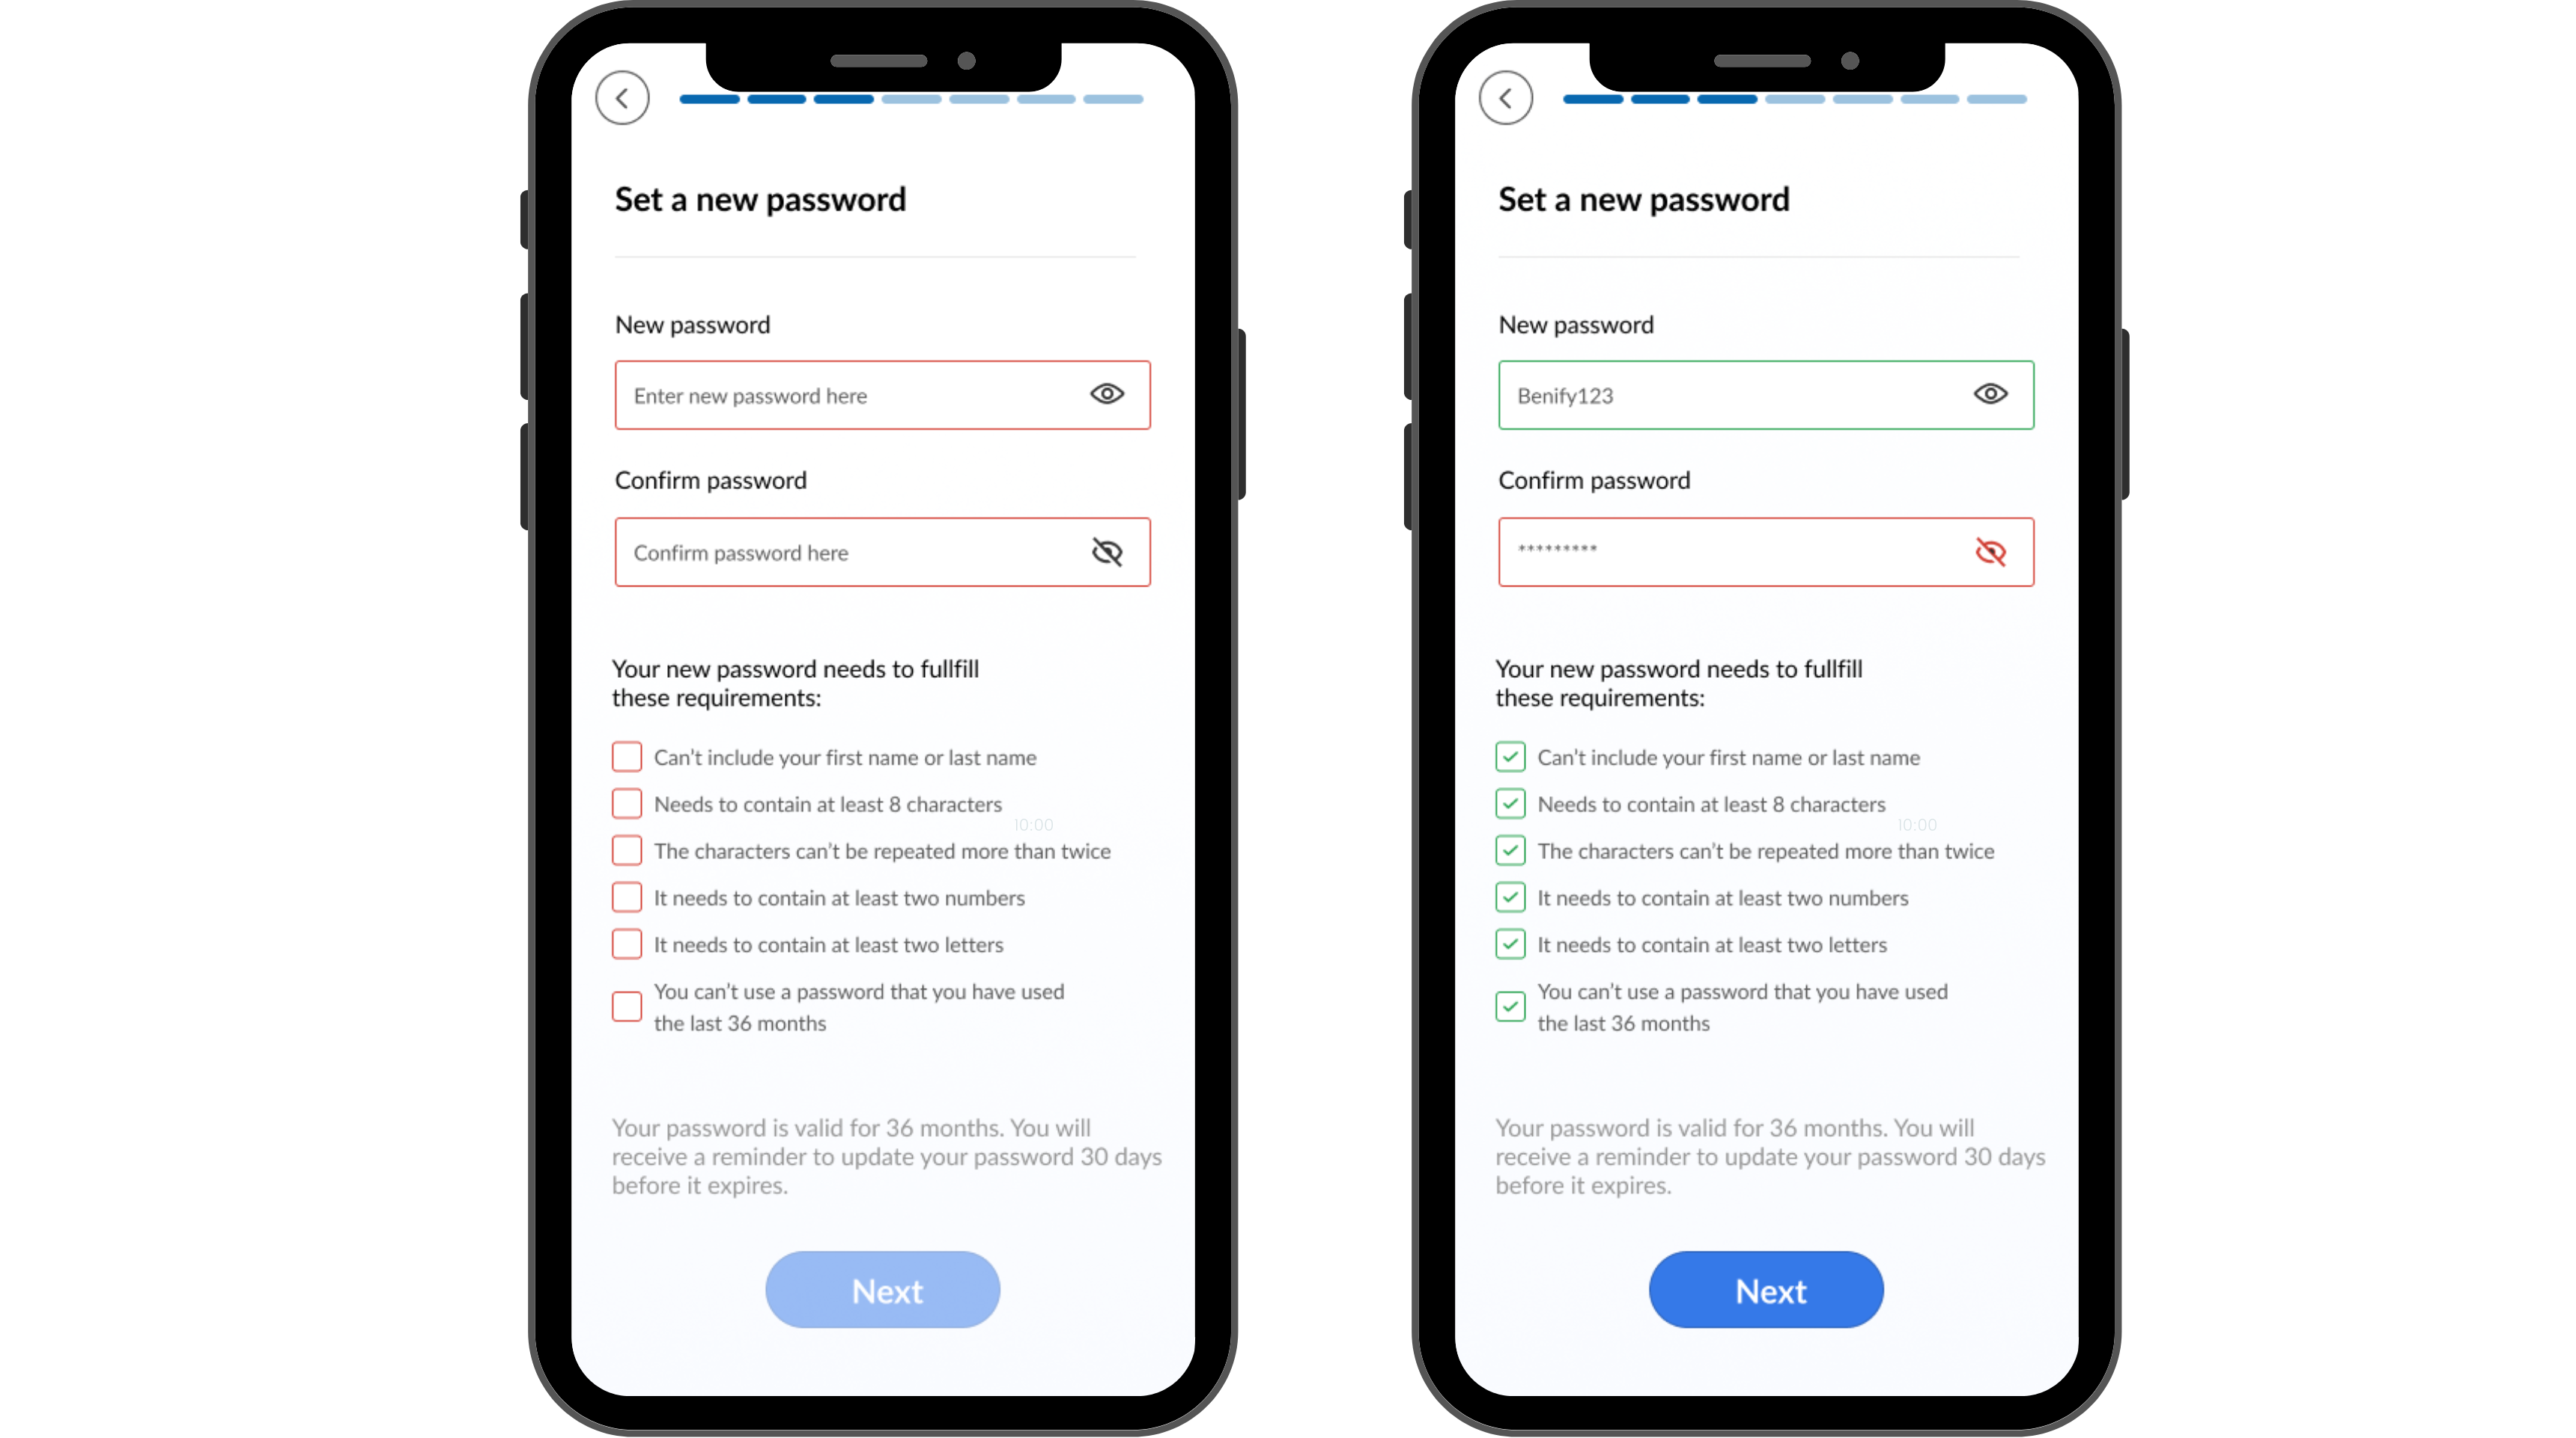 Set a new password
New password
Enter new password here
Confirm password
Confirm password here
Your new password needs to fullfill
these requirements:
Can't include your first name or last name
Needs to contain at least 8 characters
10:00
The characters can't be repeated more than twice
It needs to contain at least two numbers
It needs to contain at least two letters
You can't use a password that you have used
the last 36 months
Your password is valid for 36 months. You will
receive a reminder to update your password 30 days
before it expires.
Next
Set a new password
New password
Benify123
Confirm password
*********
Your new password needs to fullfill
these requirements:
Can't include your first name or last name
Needs to contain at least 8 characters
10:00
The characters can't be repeated more than twice
It needs to contain at least two numbers
It needs to contain at least two letters
You can't use a password that you have used
the last 36 months
Your password is valid for 36 months. You will
receive a reminder to update your password 30 days
before it expires.
Next